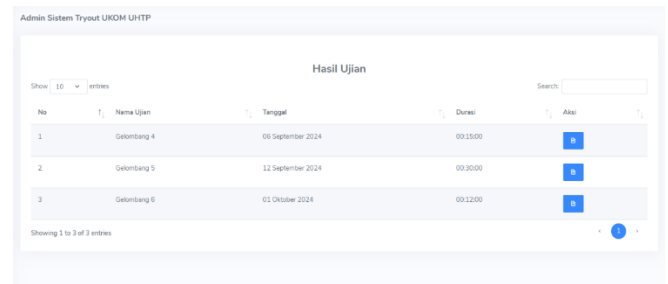 Admin Sistem Tryout UKOM UHTP
Hasil Ujian
Show 10 entries
Search:
No Nama Ujian Tanggal Durasi Aksi
1 Gelombang 4 06 September 2024 00:15:00
2 Gelombang 5 12 September 2024 00:30:00
3 Gelombang 6 01 Oktober 2024 00:12:00
Showing 1 to 3 of 3 entries
‹ 1 ›